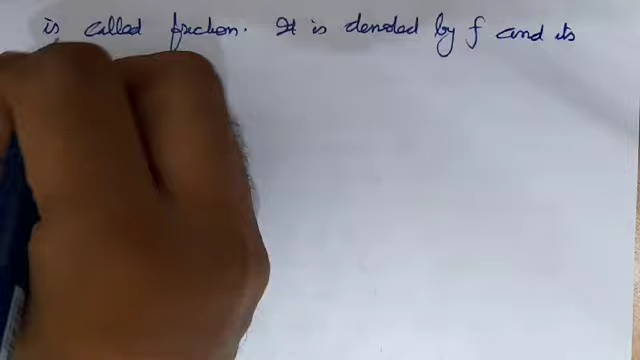 is called friction. It is denoted by f and its